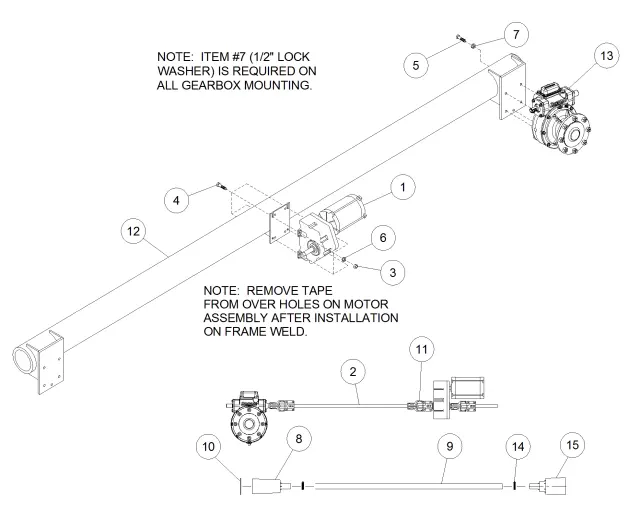 7
NOTE: ITEM #7 (1/2" LOCK
WASHER) IS REQUIRED ON
ALL GEARBOX MOUNTING.
5
13
4
1
12
6
3
NOTE: REMOVE TAPE
FROM OVER HOLES ON MOTOR
ASSEMBLY AFTER INSTALLATION
ON FRAME WELD.
11
2
10
8
9
14
15